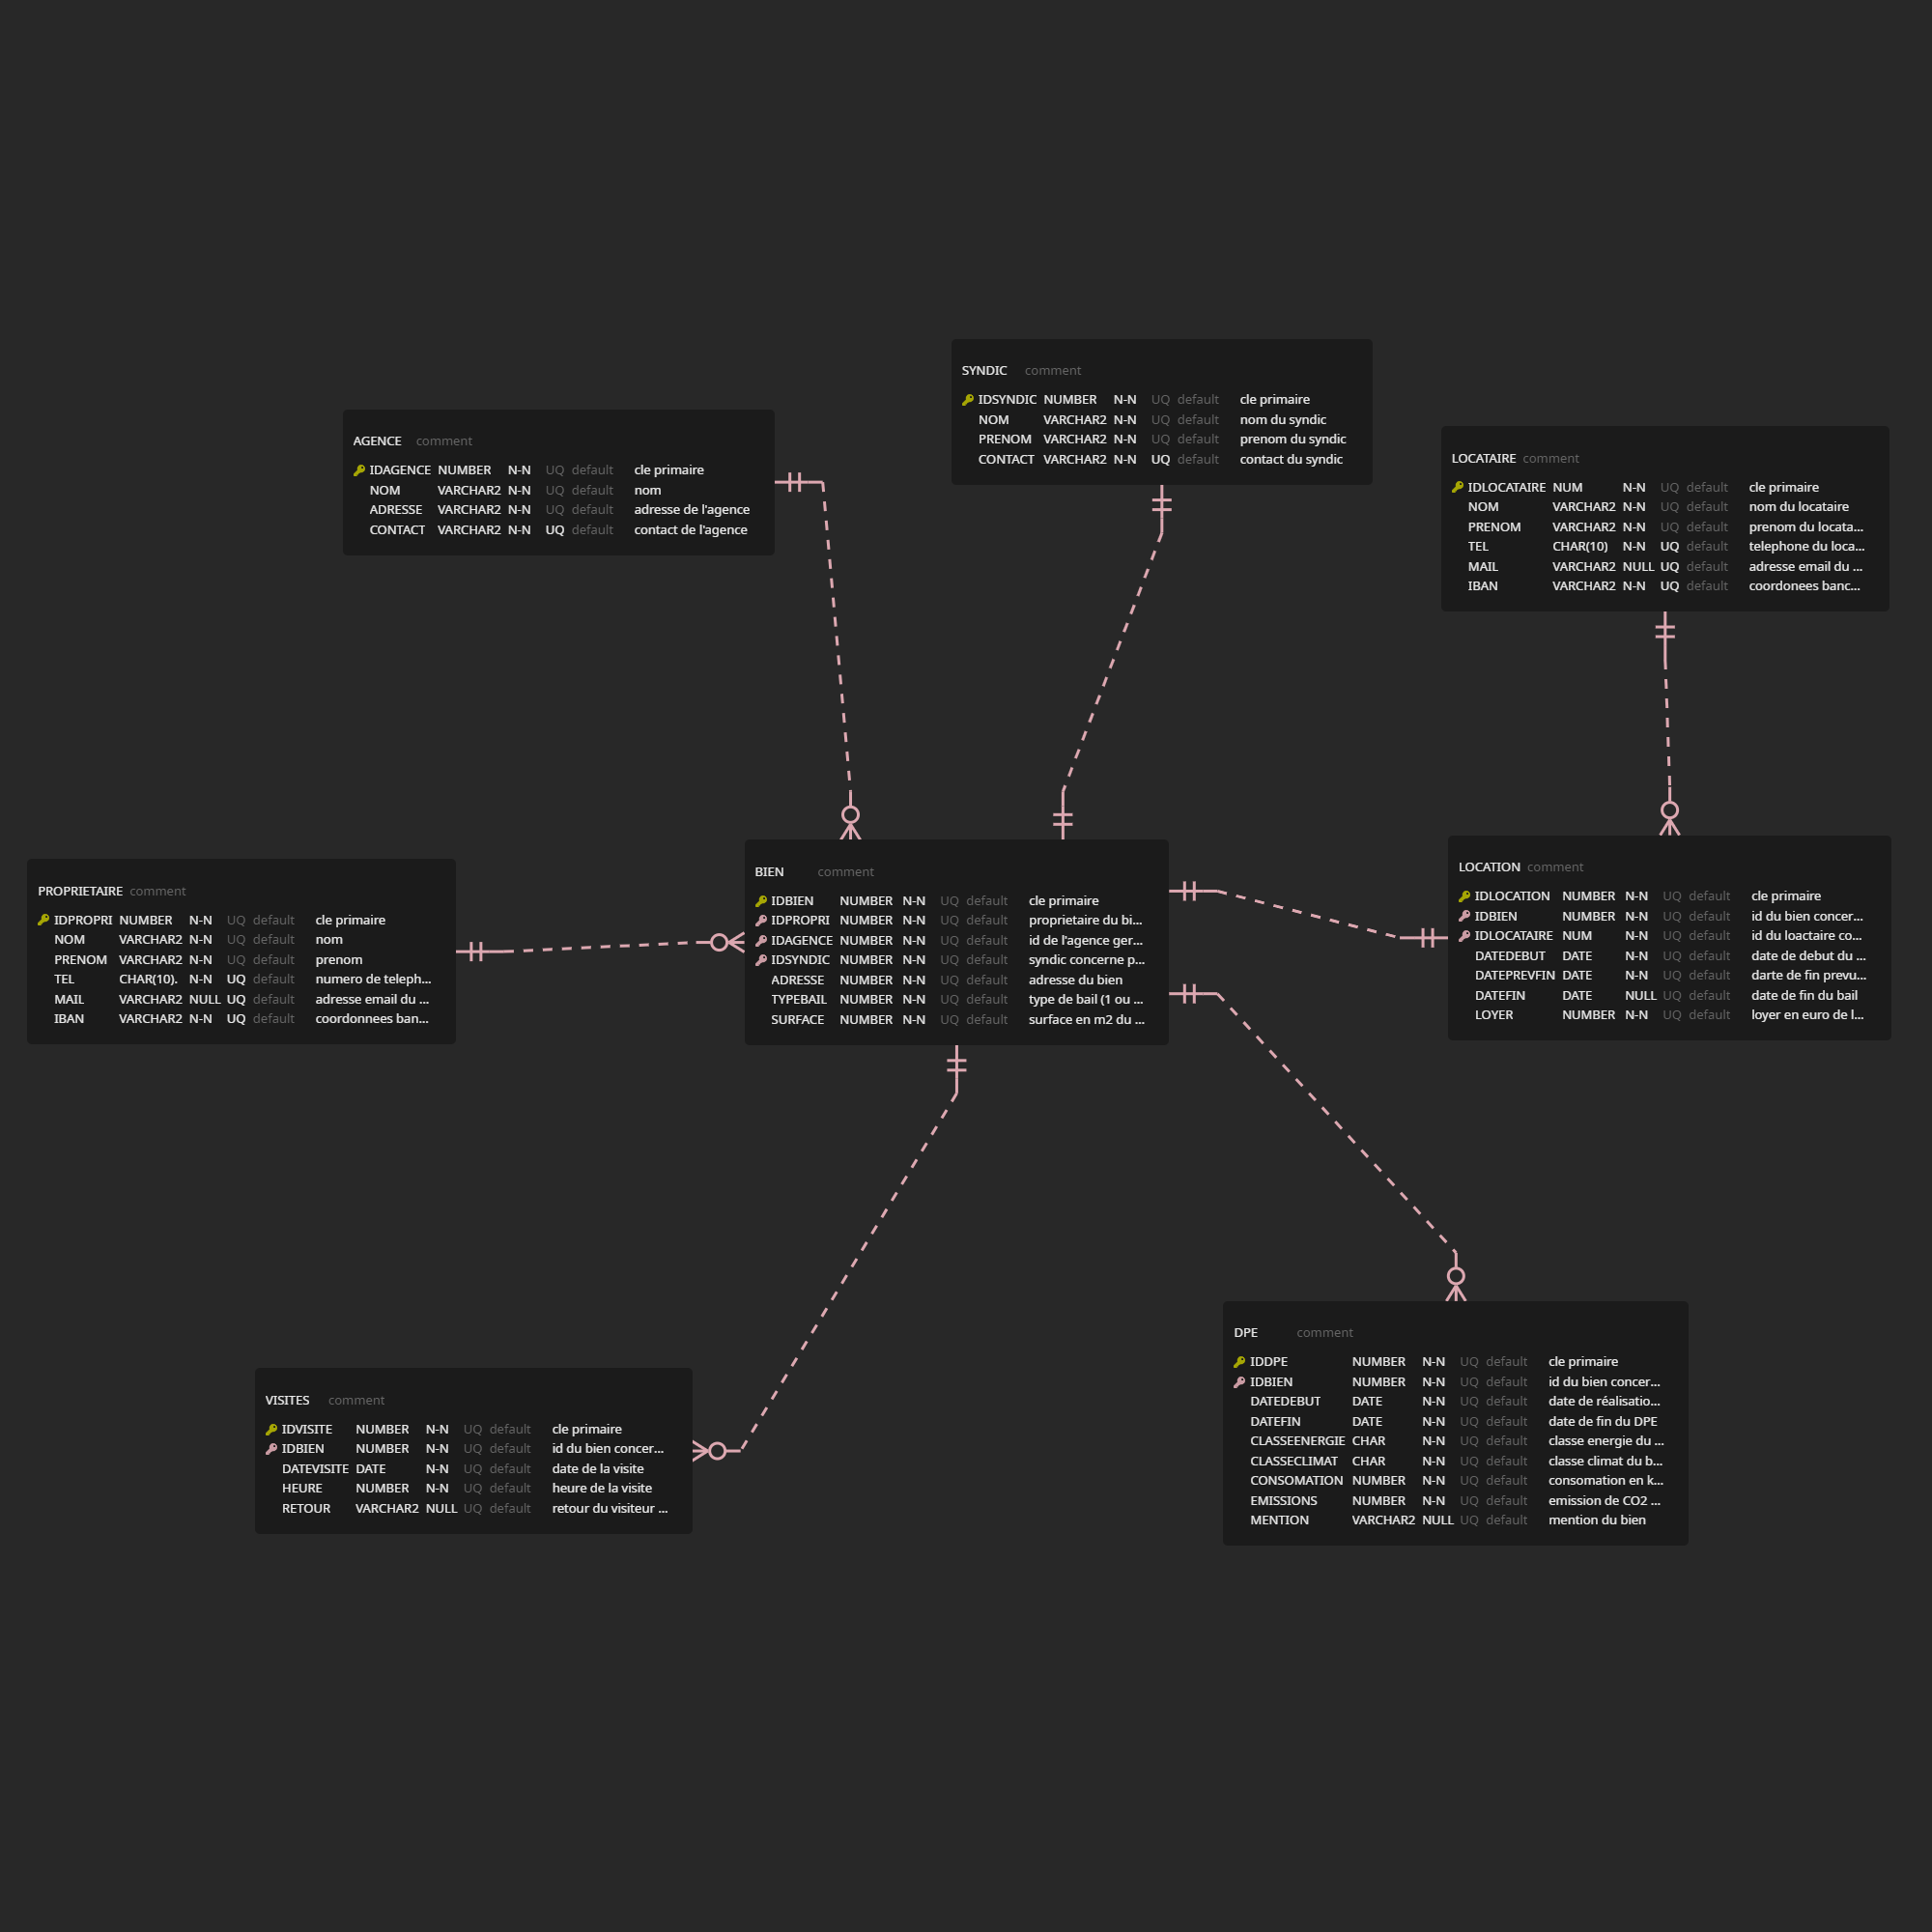 SYNDIC comment
IDSYNDIC NUMBER N-N UQ default cle primaire
NOM VARCHAR2 N-N UQ default nom du syndic
PRENOM VARCHAR2 N-N UQ default prenom du syndic
CONTACT VARCHAR2 N-N UQ default contact du syndic
AGENCE comment
IDAGENCE NUMBER N-N UQ default cle primaire
NOM VARCHAR2 N-N UQ default nom
ADRESSE VARCHAR2 N-N UQ default adresse de l'agence
CONTACT VARCHAR2 N-N UQ default contact de l'agence
LOCATAIRE comment
IDLOCATAIRE NUM N-N UQ default cle primaire
NOM VARCHAR2 N-N UQ default nom du locataire
PRENOM VARCHAR2 N-N UQ default prenom du locata...
TEL CHAR(10) N-N UQ default telephone du loca...
MAIL VARCHAR2 NULL UQ default adresse email du ...
IBAN VARCHAR2 N-N UQ default coordonees banc...
PROPRIETAIRE comment
IDPROPRI NUMBER N-N UQ default cle primaire
NOM VARCHAR2 N-N UQ default nom
PRENOM VARCHAR2 N-N UQ default prenom
TEL CHAR(10). N-N UQ default numero de teleph...
MAIL VARCHAR2 NULL UQ default adresse email du ...
IBAN VARCHAR2 N-N UQ default coordonnees ban...
BIEN comment
IDBIEN NUMBER N-N UQ default cle primaire
IDPROPRI NUMBER N-N UQ default proprietaire du bi...
IDAGENCE NUMBER N-N UQ default id de l'agence ger...
IDSYNDIC NUMBER N-N UQ default syndic concerne p...
ADRESSE NUMBER N-N UQ default adresse du bien
TYPEBAIL NUMBER N-N UQ default type de bail (1 ou ...
SURFACE NUMBER N-N UQ default surface en m2 du ...
LOCATION comment
IDLOCATION NUMBER N-N UQ default cle primaire
IDBIEN NUMBER N-N UQ default id du bien concer...
IDLOCATAIRE NUM N-N UQ default id du loactaire co...
DATEDEBUT DATE N-N UQ default date de debut du ...
DATEPREVFIN DATE N-N UQ default darte de fin prevu...
DATEFIN DATE NULL UQ default date de fin du bail
LOYER NUMBER N-N UQ default loyer en euro de l...
VISITES comment
IDVISITE NUMBER N-N UQ default cle primaire
IDBIEN NUMBER N-N UQ default id du bien concer...
DATEVISITE DATE N-N UQ default date de la visite
HEURE NUMBER N-N UQ default heure de la visite
RETOUR VARCHAR2 NULL UQ default retour du visiteur ...
DPE comment
IDDPE NUMBER N-N UQ default cle primaire
IDBIEN NUMBER N-N UQ default id du bien concer...
DATEDEBUT DATE N-N UQ default date de réalisatio...
DATEFIN DATE N-N UQ default date de fin du DPE
CLASSEENERGIE CHAR N-N UQ default classe energie du ...
CLASSECLIMAT CHAR N-N UQ default classe climat du b...
CONSOMATION NUMBER N-N UQ default consomation en k...
EMISSIONS NUMBER N-N UQ default emission de CO2 ...
MENTION VARCHAR2 NULL UQ default mention du bien